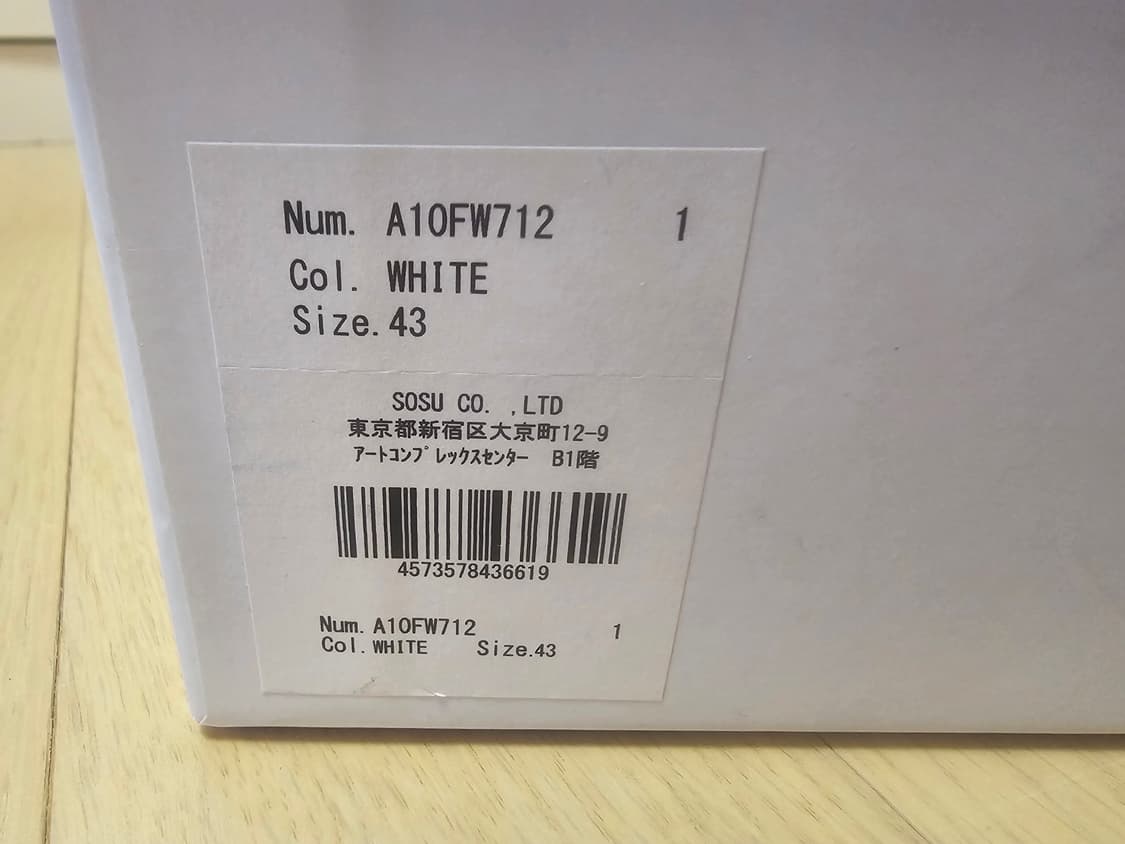 Num. A10FW712 1
Col. WHITE
Size.43
SOSU CO. ,LTD
東京都新宿区大京町12-9
ｱｰﾄｺﾝﾌﾟﾚｯｸｽｾﾝﾀｰ B1階
4573578436619
Num.A10FW712 1
Col.WHITE Size.43